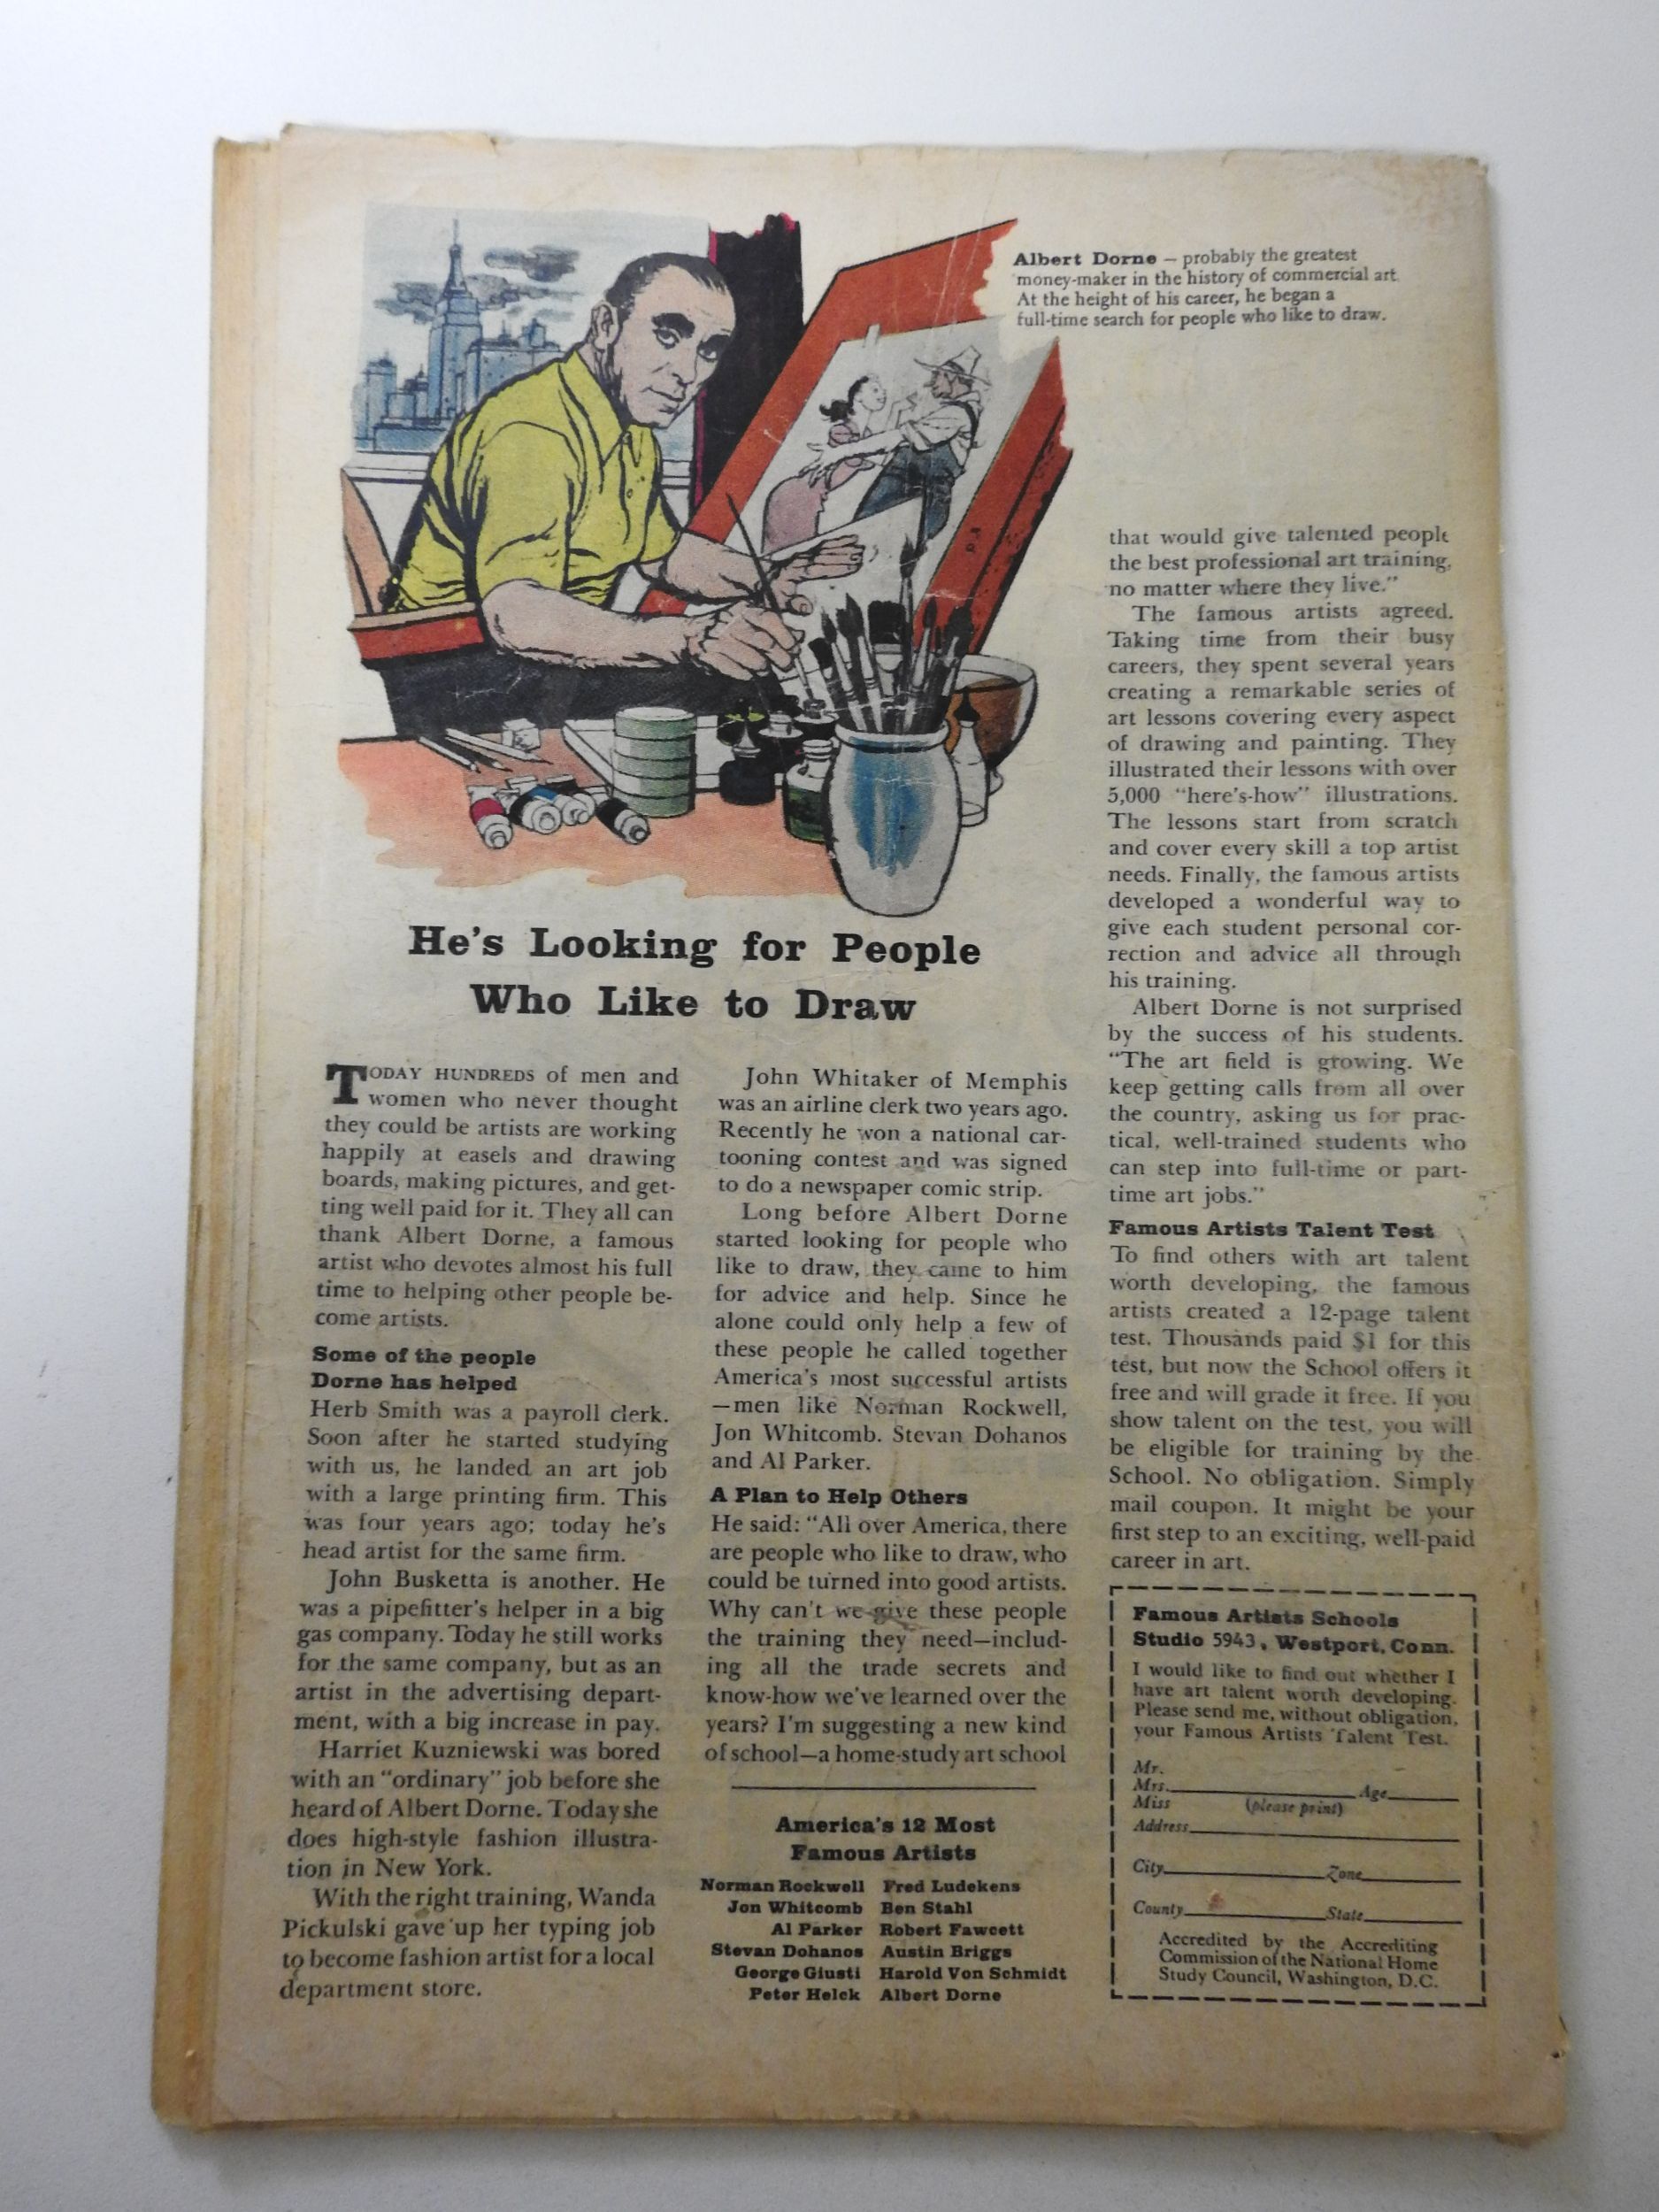 Albert Dorne — probably the greatest
money-maker in the history of commercial art
At the height of his career, he began a
full-time search for people who like to draw.
He's Looking for People
Who Like to Draw
TODAY HUNDREDS of men and
women who never thought
they could be artists are working
happily at easels and drawing
boards, making pictures, and get-
ting well paid for it. They all can
thank Albert Dorne, a famous
artist who devotes almost his full
time to helping other people be-
come artists.
Some of the people
Dorne has helped
Herb Smith was a payroll clerk.
Soon after he started studying
with us, he landed an art job
with a large printing firm. This
was four years ago; today he's
head artist for the same firm.
John Busketta is another. He
was a pipefitter's helper in a big
gas company. Today he still works
for the same company, but as an
artist in the advertising depart-
ment, with a big increase in pay.
Harriet Kuzniewski was bored
with an "ordinary" job before she
heard of Albert Dorne. Today she
does high-style fashion illustra-
tion in New York.
With the right training, Wanda
Pickulski gave up her typing job
to become fashion artist for a local
department store.
John Whitaker of Memphis
was an airline clerk two years ago.
Recently he won a national car-
tooning contest and was signed
to do a newspaper comic strip.
Long before Albert Dorne
started looking for people who
like to draw, they came to him
for advice and help. Since he
alone could only help a few of
these people he called together
America's most successful artists
—men like Norman Rockwell,
Jon Whitcomb. Stevan Dohanos
and Al Parker.
A Plan to Help Others
He said: "All over America, there
are people who like to draw, who
could be turned into good artists.
Why can't we give these people
the training they need—includ-
ing all the trade secrets and
know-how we've learned over the
years? I'm suggesting a new kind
of school—a home-study art school
America's 12 Most
Famous Artists
Norman Rockwell Fred Ludekens
Jon Whitcomb Ben Stahl
Al Parker Robert Fawcett
Stevan Dohanos Austin Briggs
George Giusti Harold Von Schmidt
Peter Helck Albert Dorne
that would give talented people
the best professional art training,
no matter where they live."
The famous artists agreed.
Taking time from their busy
careers, they spent several years
creating a remarkable series of
art lessons covering every aspect
of drawing and painting. They
illustrated their lessons with over
5,000 "here's-how" illustrations.
The lessons start from scratch
and cover every skill a top artist
needs. Finally, the famous artists
developed a wonderful way to
give each student personal cor-
rection and advice all through
his training.
Albert Dorne is not surprised
by the success of his students.
"The art field is growing. We
keep getting calls from all over
the country, asking us for prac-
tical, well-trained students who
can step into full-time or part-
time art jobs."
Famous Artists Talent Test
To find others with art talent
worth developing, the famous
artists created a 12-page talent
test. Thousands paid $1 for this
test, but now the School offers it
free and will grade it free. If you
show talent on the test, you will
be eligible for training by the
School. No obligation. Simply
mail coupon. It might be your
first step to an exciting, well-paid
career in art.
Famous Artists Schools
Studio 5943, Westport, Conn.
I would like to find out whether I
have art talent worth developing.
Please send me, without obligation,
your Famous Artists Talent Test.
Mr.
Mrs. Age
Miss (please print)
Address
City Zone
County State
Accredited by the Accrediting
Commission of the National Home
Study Council, Washington, D.C.